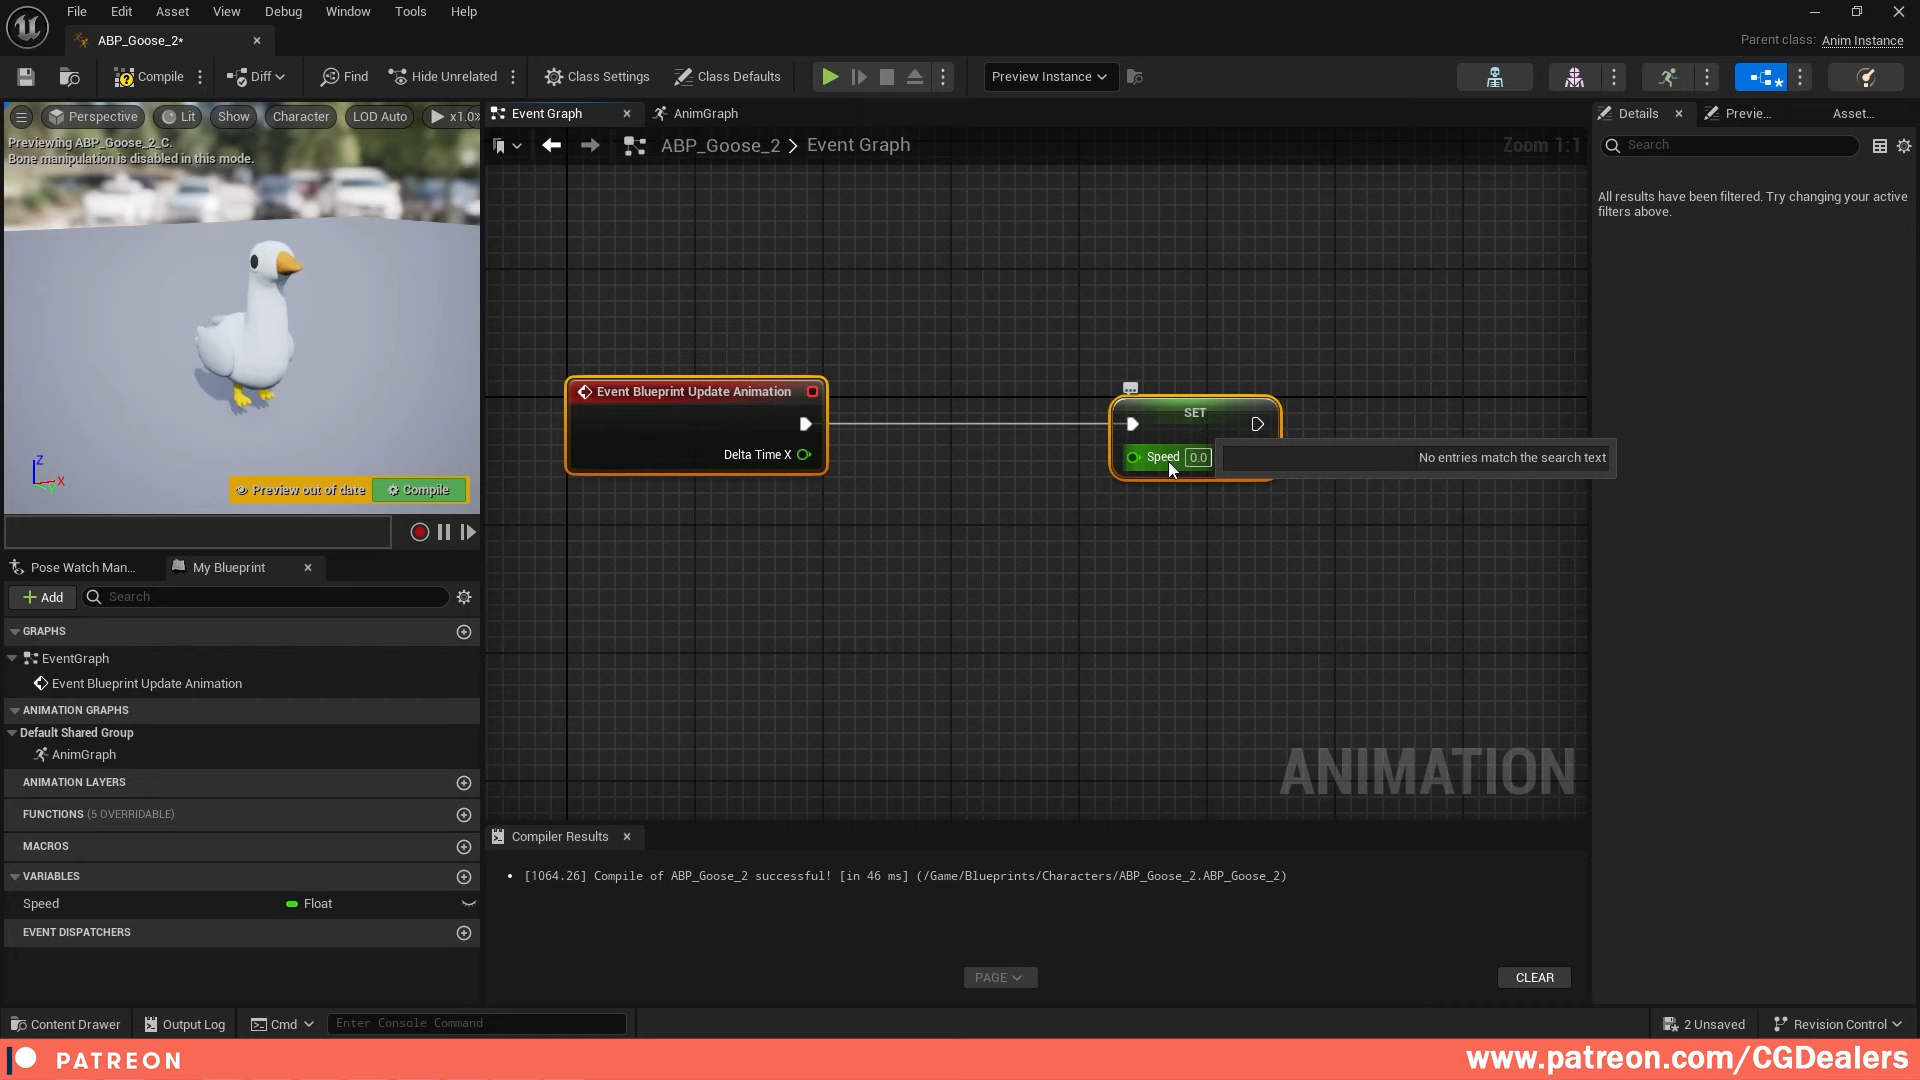 File Edit Asset View Debug Window Tools Help
ABP_Goose_2*
Parent class: Anim Instance
Compile Diff Find Hide Unrelated Class Settings Class Defaults Preview Instance
Perspective Lit Show Character LOD Auto x1.0
Previewing ABP_Goose_2_C.
Bone manipulation is disabled in this mode.
Z
X
Y
Preview out of date Compile
Event Graph AnimGraph
ABP_Goose_2 > Event Graph
Zoom 1:1
Event Blueprint Update Animation
Delta Time X
SET
Speed 0.0
No entries match the search text
ANIMATION
Details Previe... Asset...
Search
All results have been filtered. Try changing your active
filters above.
Pose Watch Man... My Blueprint
Add Search
GRAPHS
EventGraph
Event Blueprint Update Animation
ANIMATION GRAPHS
Default Shared Group
AnimGraph
ANIMATION LAYERS
FUNCTIONS (5 OVERRIDABLE)
MACROS
VARIABLES
Speed Float
EVENT DISPATCHERS
Compiler Results
[1064.26] Compile of ABP_Goose_2 successful! [in 46 ms] (/Game/Blueprints/Characters/ABP_Goose_2.ABP_Goose_2)
PAGE CLEAR
Content Drawer Output Log Cmd Enter Console Command 2 Unsaved Revision Control
PATREON www.patreon.com/CGDealers